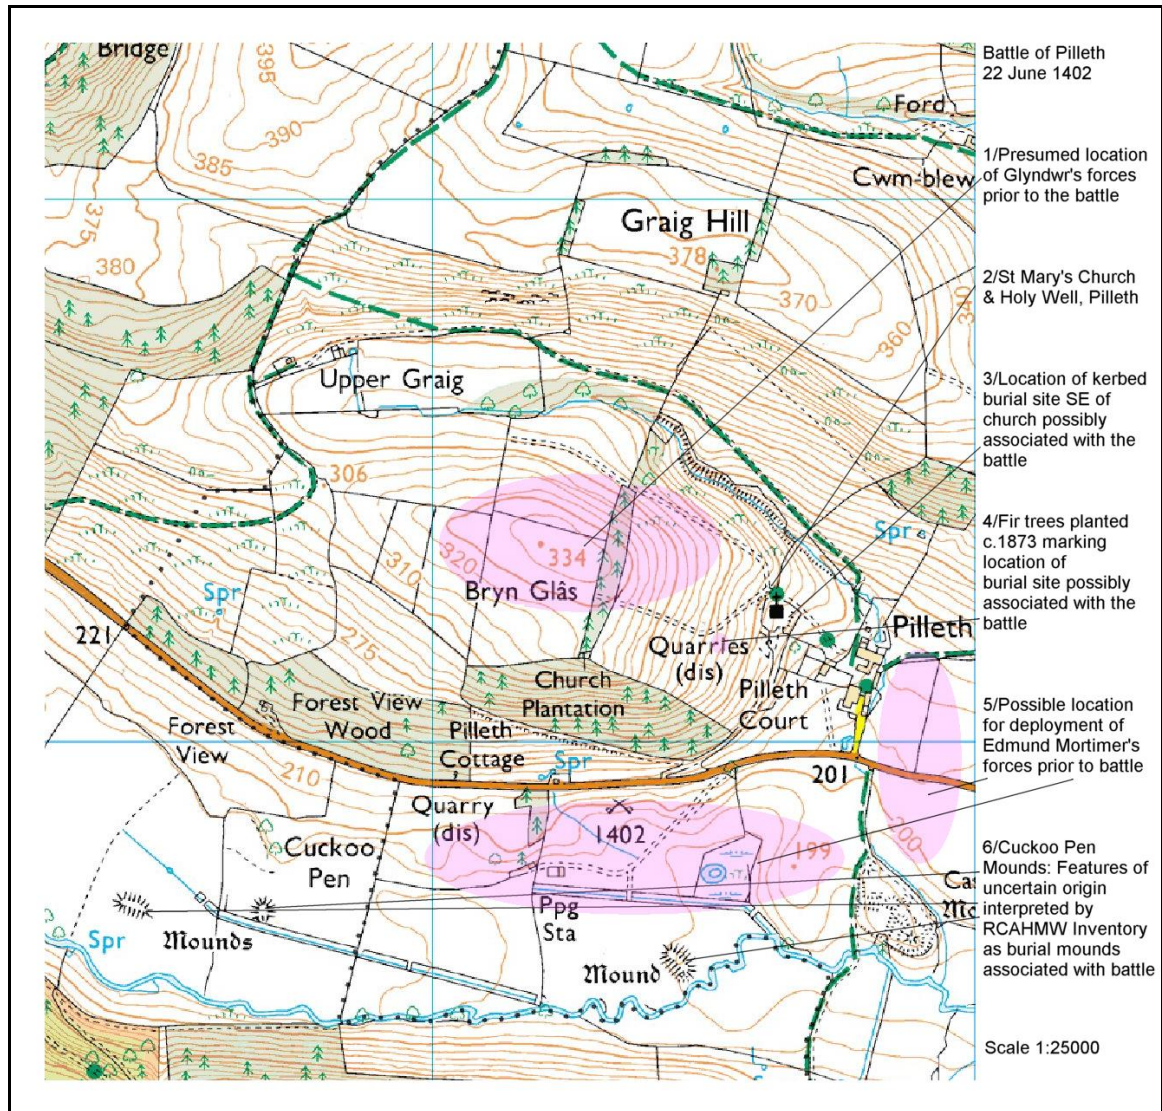 Bridge
395
390
385
375
380
Ford
Cwm-blew
Graig Hill
378
370
360
Upper Graig
306
320
334
310
Bryn Glâs
Spr
Spr
221
275
Quarries
(dis)
Pilleth
Church
Plantation
Pilleth
Court
Forest View
Wood
Pilleth
Cottage
Forest
View
Spr
201
210
Quarry
(dis)
1402
199
200
Cuckoo
Pen
Ppg
Sta
Ca
Mo
Mounds
Spr
Mound
Battle of Pilleth
22 June 1402
1/Presumed location
of Glyndwr's forces
prior to the battle
2/St Mary's Church
& Holy Well, Pilleth
3/Location of kerbed
burial site SE of
church possibly
associated with the
battle
4/Fir trees planted
c.1873 marking
location of
burial site possibly
associated with the
battle
5/Possible location
for deployment of
Edmund Mortimer's
forces prior to battle
6/Cuckoo Pen
Mounds: Features of
uncertain origin
interpreted by
RCAHMW Inventory
as burial mounds
associated with battle
Scale 1:25000